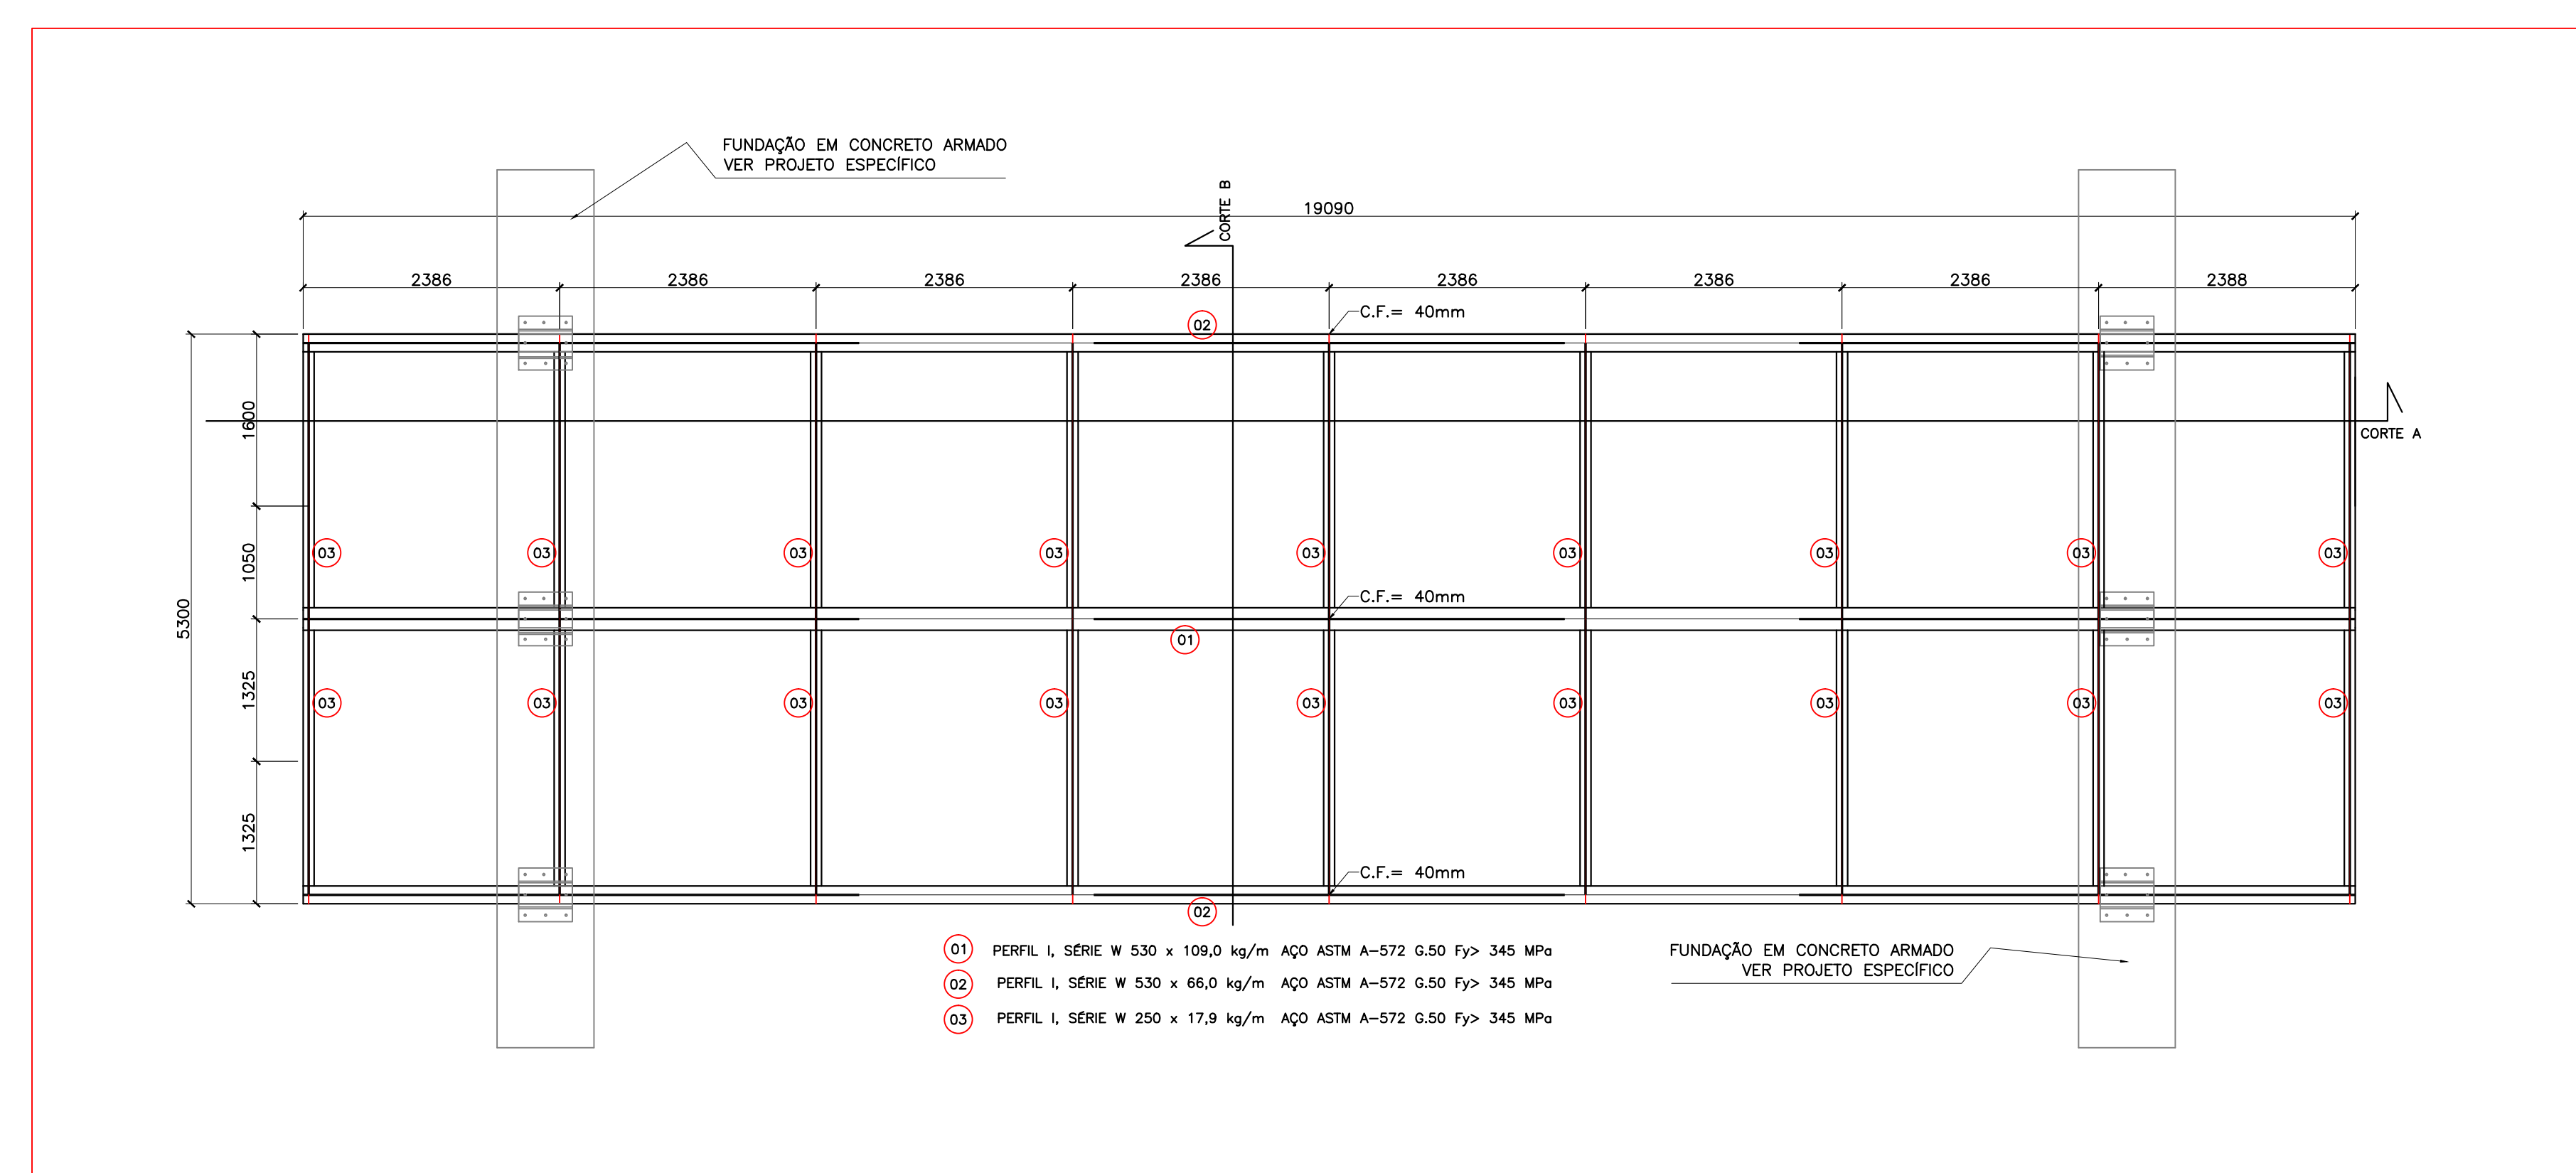 FUNDAÇÃO EM CONCRETO ARMADO
VER PROJETO ESPECÍFICO
CORTE B
19090
2386 2386 2386 2386 2386 2386 2386 2388
C.F.= 40mm
02
1600
CORTE A
1050
03 03 03 03 03 03 03 03 03
5300
C.F.= 40mm
01
1325
03 03 03 03 03 03 03 03 03
1325
C.F.= 40mm
02
01 PERFIL I, SÉRIE W 530 x 109,0 kg/m AÇO ASTM A-572 G.50 Fy> 345 MPa
02 PERFIL I, SÉRIE W 530 x 66,0 kg/m AÇO ASTM A-572 G.50 Fy> 345 MPa
03 PERFIL I, SÉRIE W 250 x 17,9 kg/m AÇO ASTM A-572 G.50 Fy> 345 MPa
FUNDAÇÃO EM CONCRETO ARMADO
VER PROJETO ESPECÍFICO